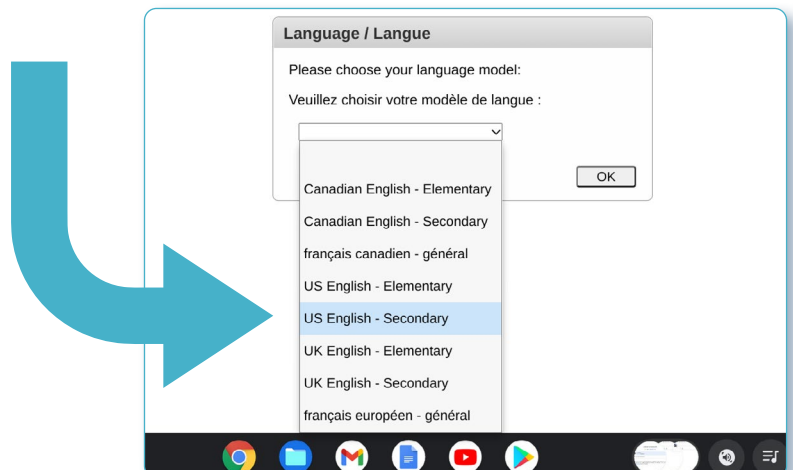 Language / Langue
Please choose your language model:
Veuillez choisir votre modèle de langue :
OK
Canadian English - Elementary
Canadian English - Secondary
français canadien - général
US English - Elementary
US English - Secondary
UK English - Elementary
UK English - Secondary
français européen - général